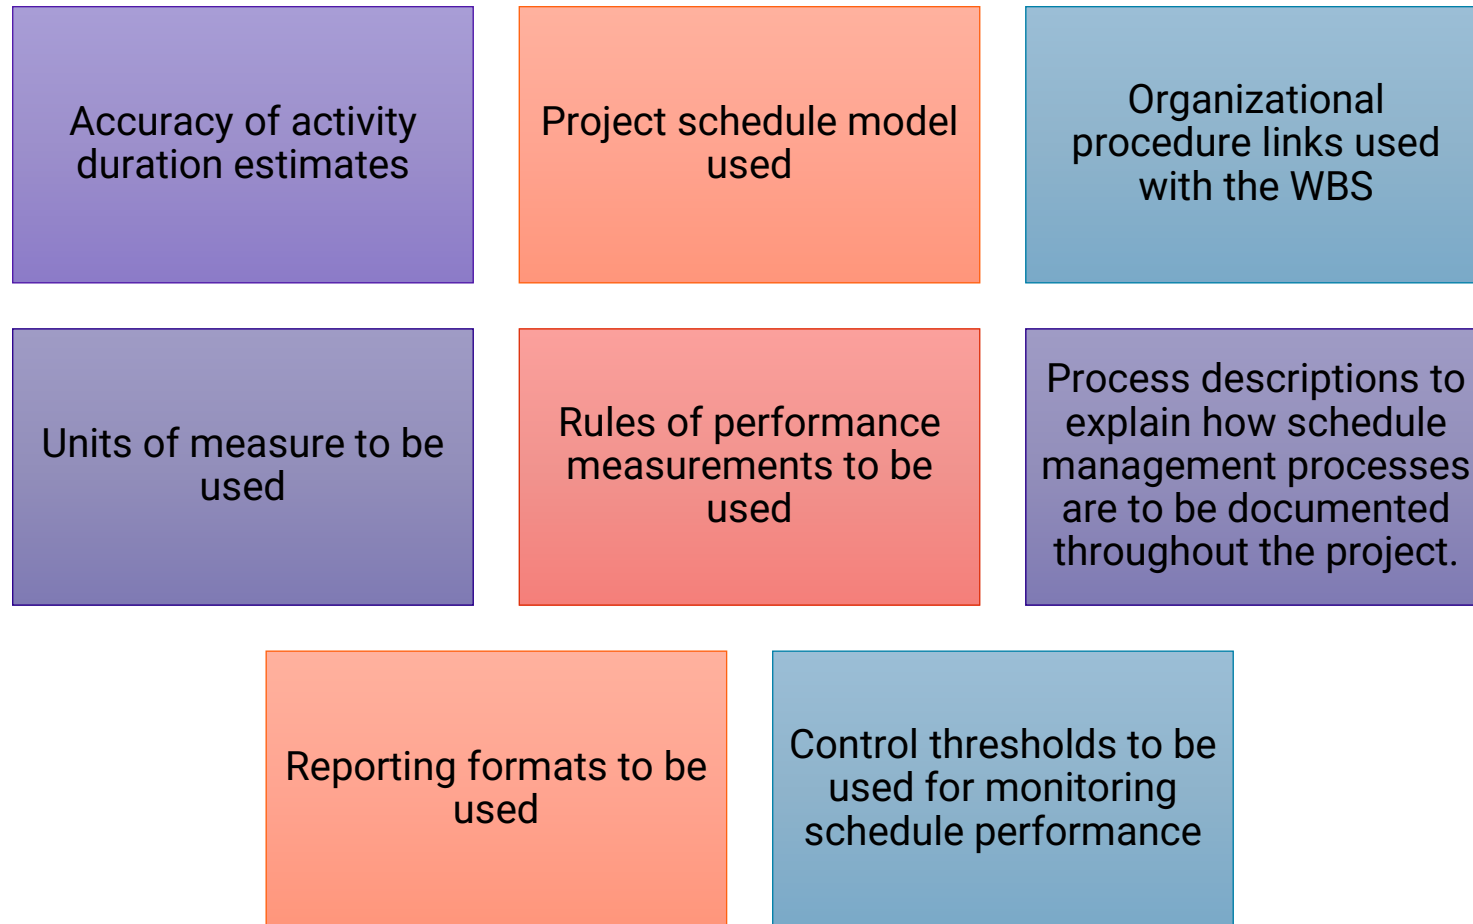 Accuracy of activity
duration estimates
Project schedule model
used
Organizational
procedure links used
with the WBS
Units of measure to be
used
Rules of performance
measurements to be
used
Process descriptions to
explain how schedule
management processes
are to be documented
throughout the project.
Reporting formats to be
used
Control thresholds to be
used for monitoring
schedule performance